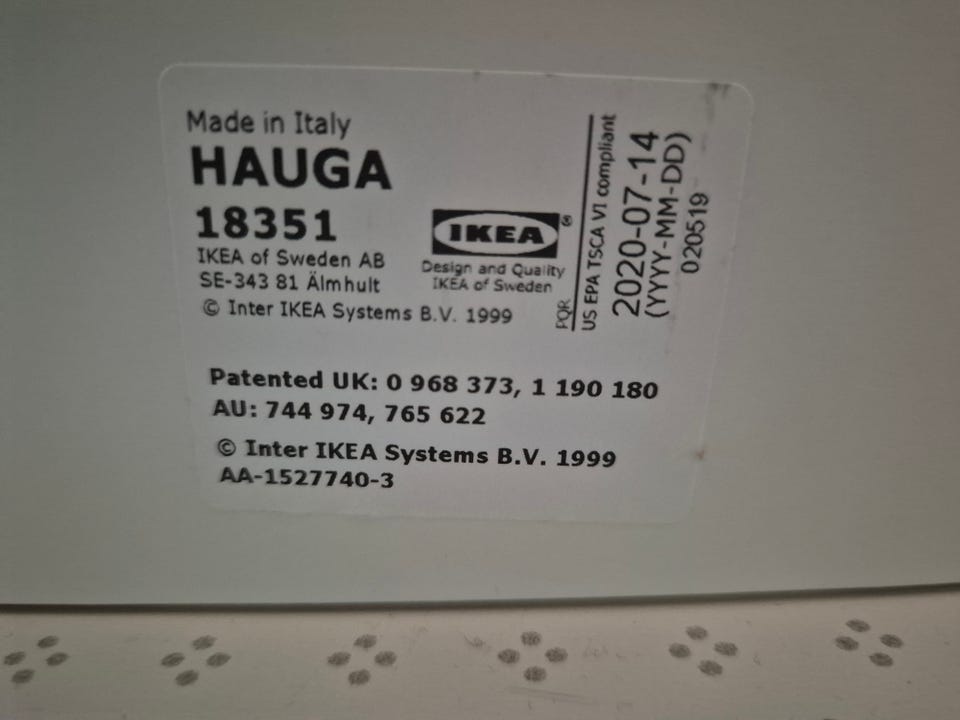 Made in Italy
HAUGA
18351
IKEA of Sweden AB
SE-343 81 Älmhult
© Inter IKEA Systems B.V. 1999
IKEA®
Design and Quality
IKEA of Sweden
PQR
US EPA TSCA VI compliant
2020-07-14
(YYYY-MM-DD)
020519
Patented UK: 0 968 373, 1 190 180
AU: 744 974, 765 622
© Inter IKEA Systems B.V. 1999
AA-1527740-3